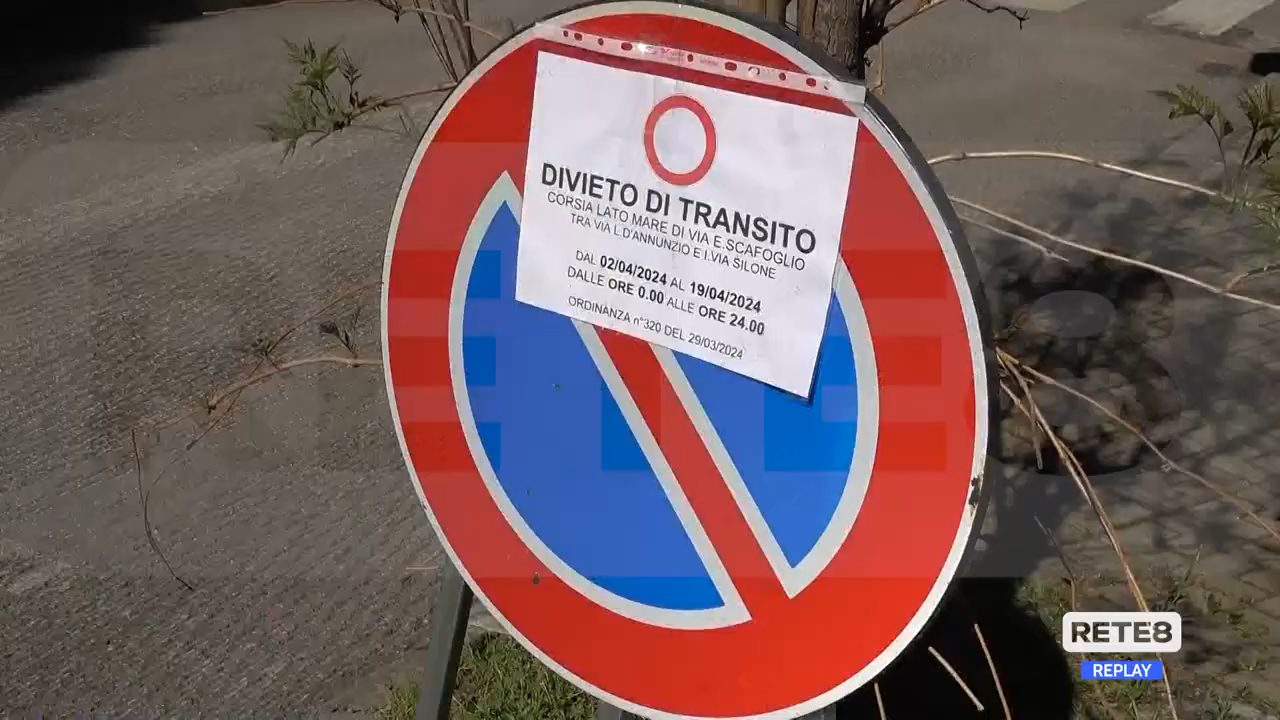 DIVIETO DI TRANSITO
CORSIA LATO MARE DI VIA E.SCAFOGLIO
TRA VIA L.D'ANNUNZIO E I.VIA SILONE
DAL 02/04/2024 AL 19/04/2024
DALLE ORE 0.00 ALLE ORE 24.00
ORDINANZA n°320 DEL 29/03/2024
RETE8
REPLAY